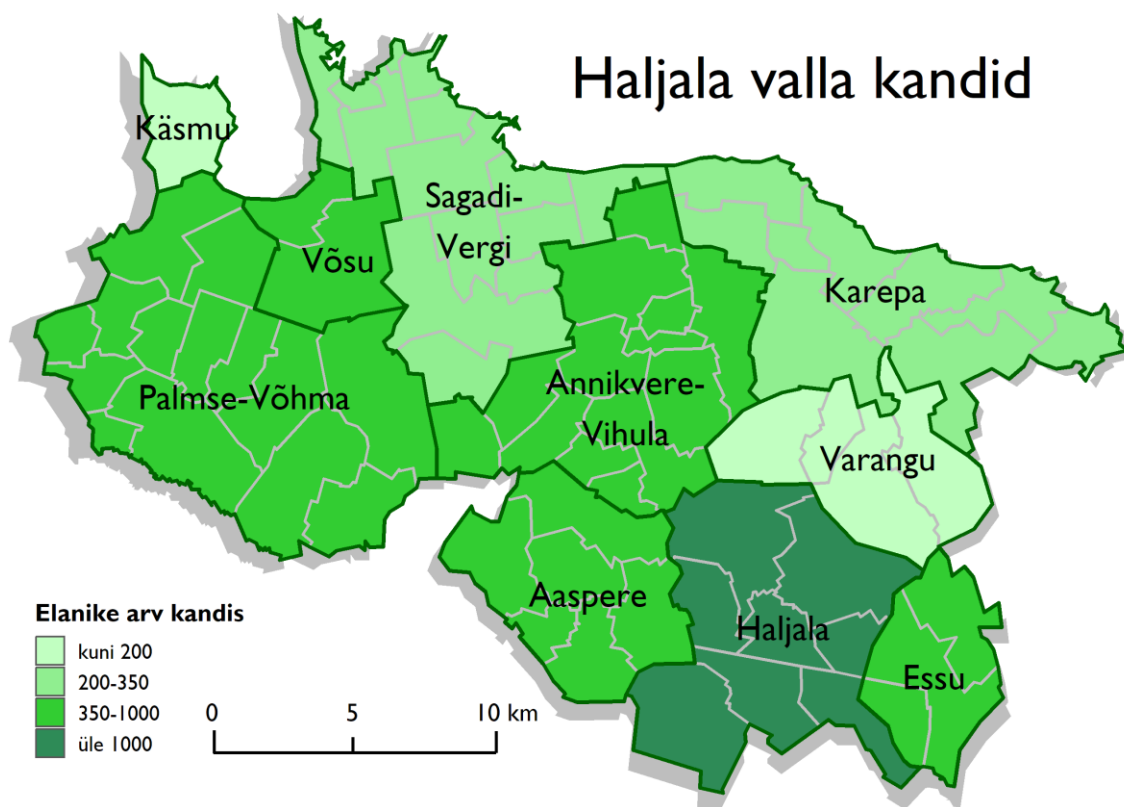 Haljala valla kandid
Käsmu
Sagadi-
Vergi
Võsu
Karepa
Palmse-Võhma
Annikvere-
Vihula
Varangu
Aaspere
Haljala
Essu
Elanike arv kandis
kuni 200
200-350
350-1000
üle 1000
0 5 10 km